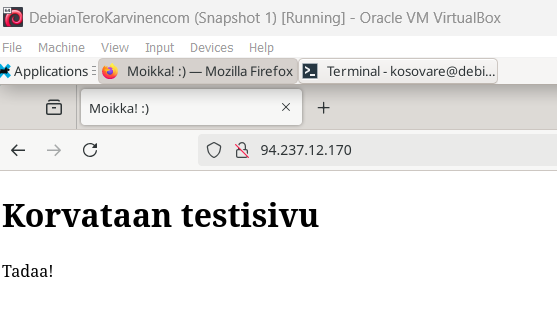 DebianTeroKarvinencom (Snapshot 1) [Running] - Oracle VM VirtualBox
File Machine View Input Devices Help
Applications Moikka! :) — Mozilla Firefox Terminal - kosovare@debi...
Moikka! :)
94.237.12.170
Korvataan testisivu
Tadaa!